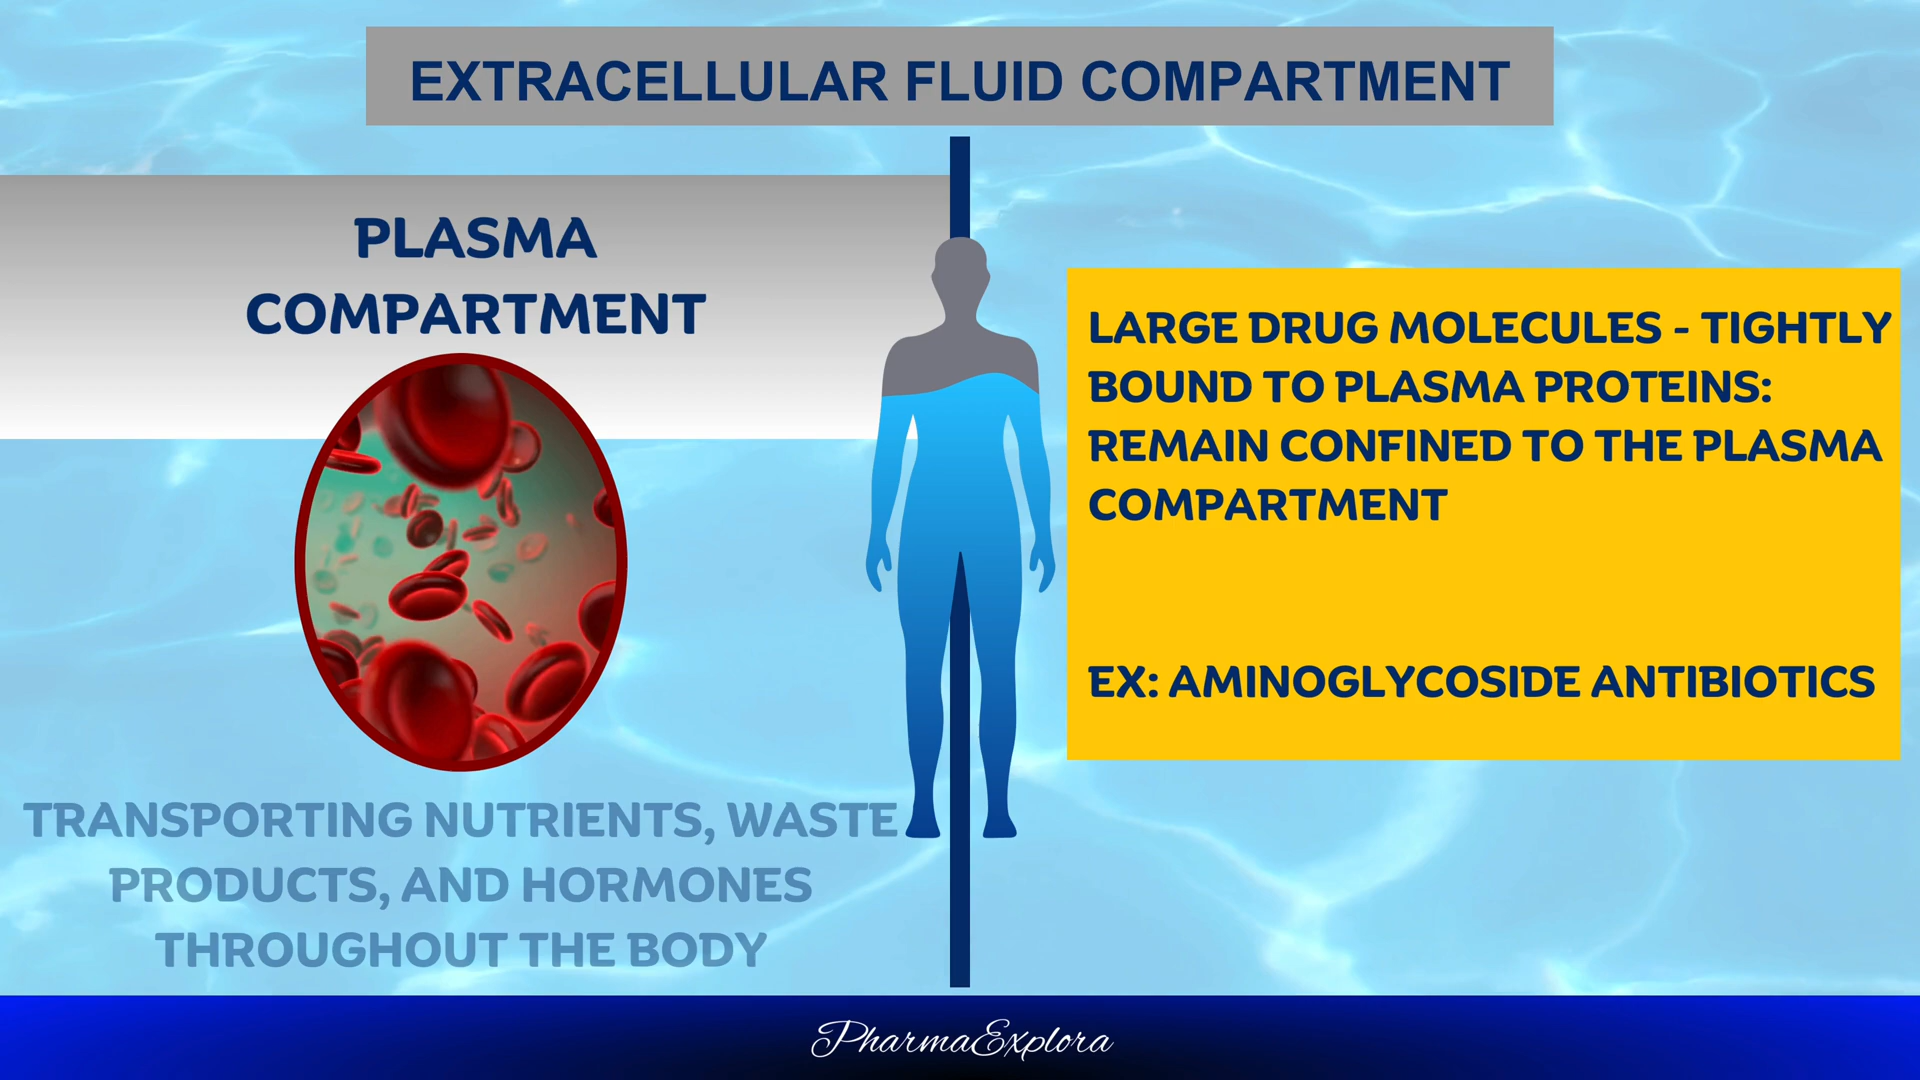 EXTRACELLULAR FLUID COMPARTMENT
PLASMA
COMPARTMENT
TRANSPORTING NUTRIENTS, WASTE
PRODUCTS, AND HORMONES
THROUGHOUT THE BODY
LARGE DRUG MOLECULES - TIGHTLY
BOUND TO PLASMA PROTEINS:
REMAIN CONFINED TO THE PLASMA
COMPARTMENT
EX: AMINOGLYCOSIDE ANTIBIOTICS
PharmaExplora